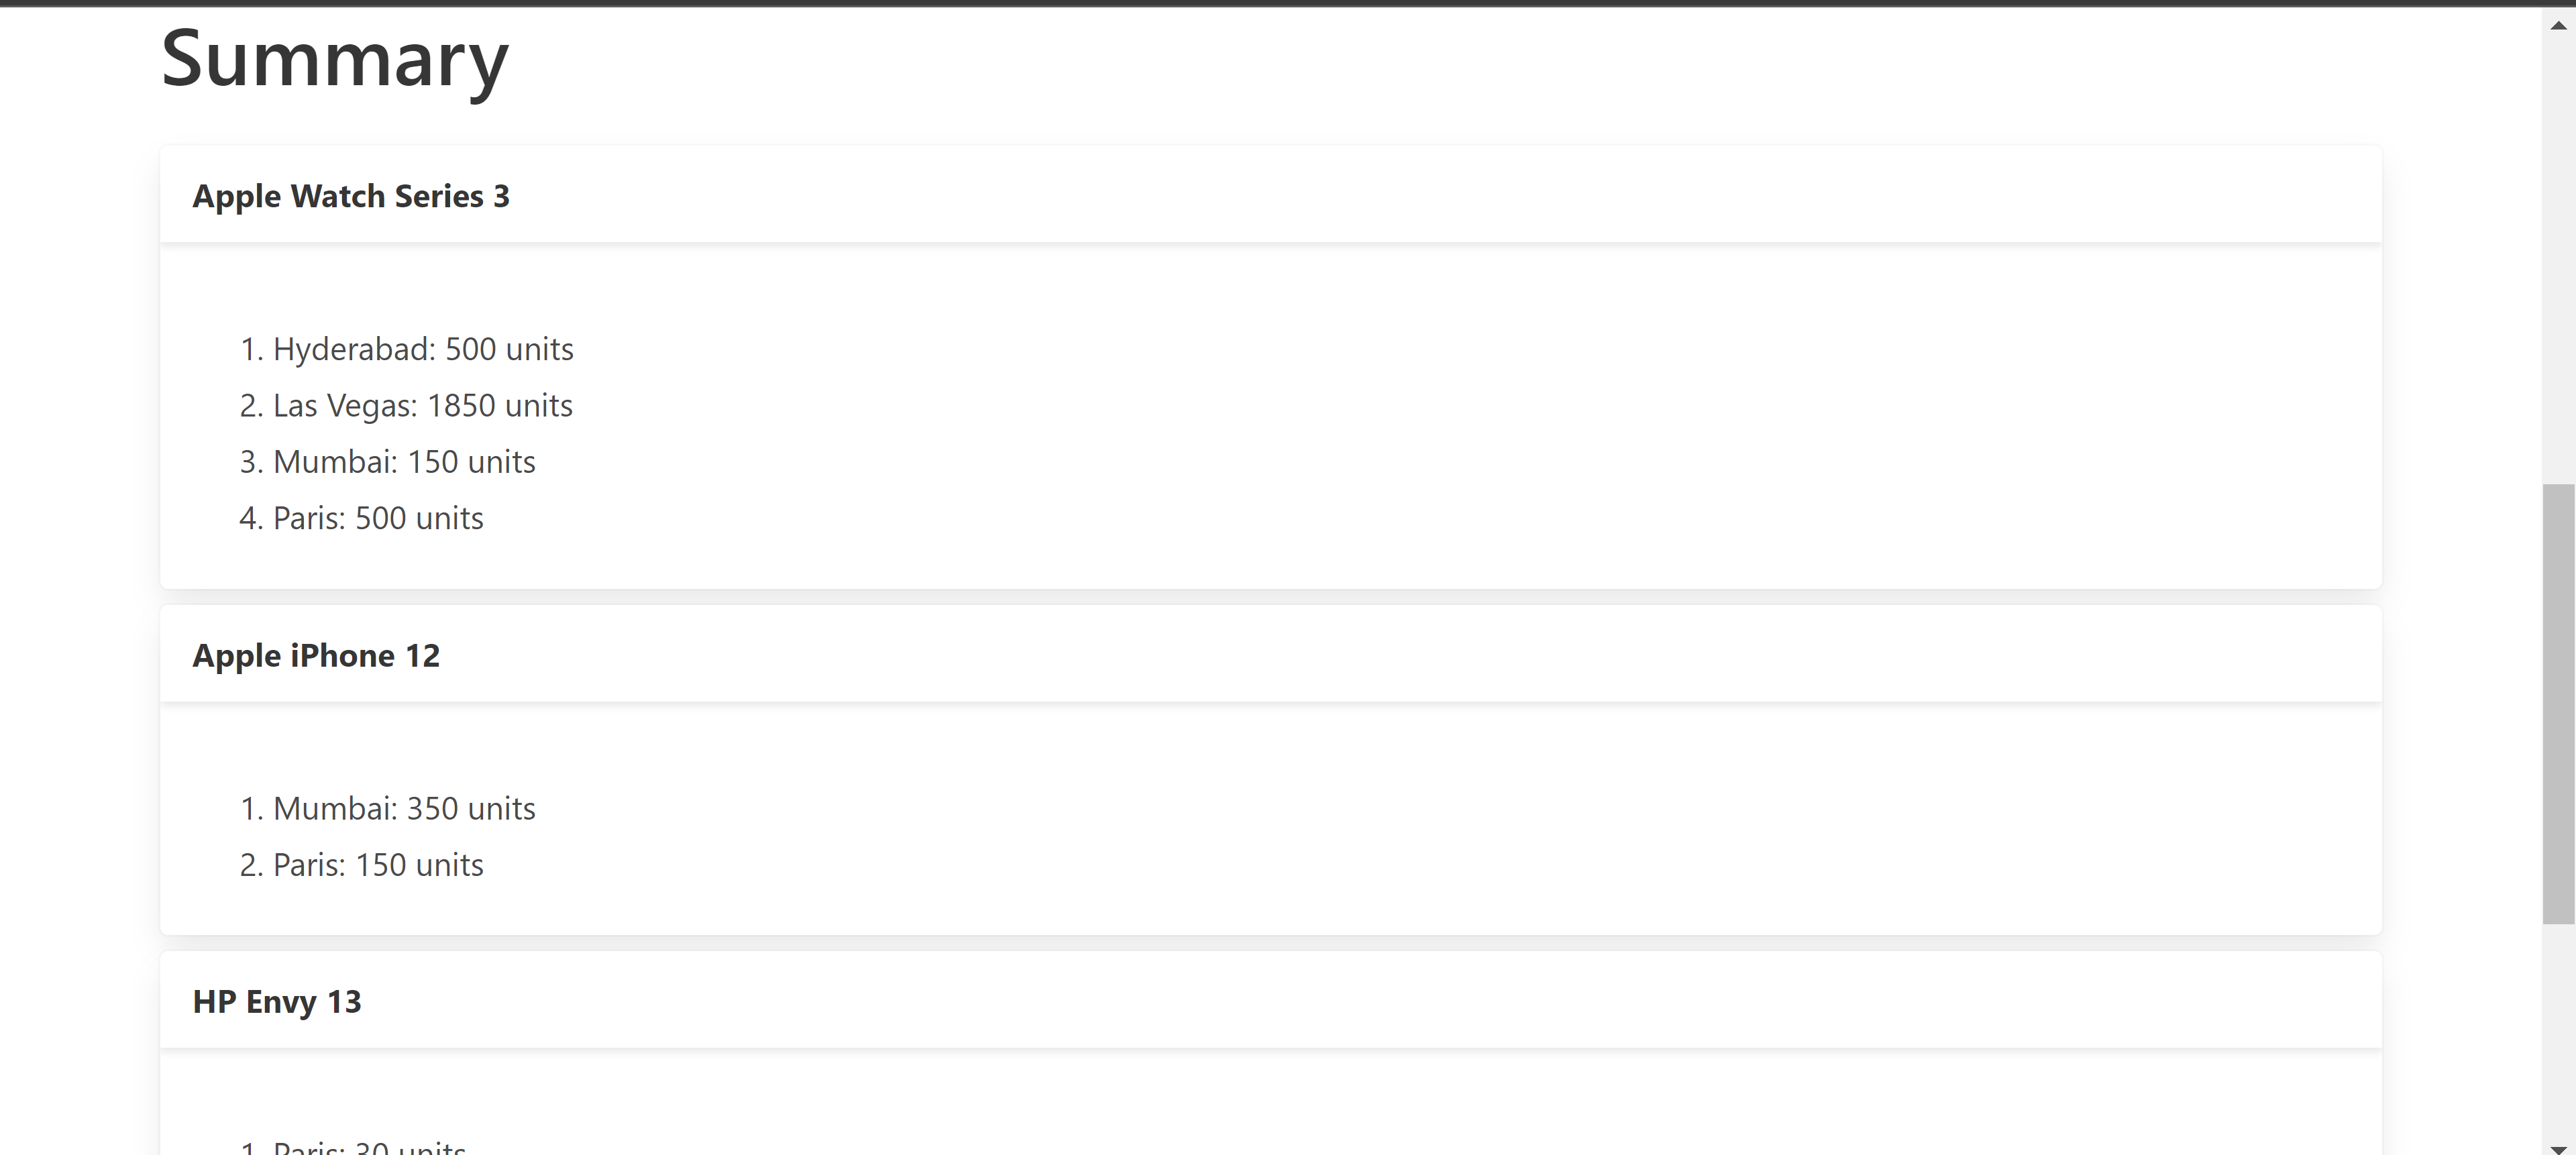 Summary
Apple Watch Series 3
1. Hyderabad: 500 units
2. Las Vegas: 1850 units
3. Mumbai: 150 units
4. Paris: 500 units
Apple iPhone 12
1. Mumbai: 350 units
2. Paris: 150 units
HP Envy 13
1. Paris: 30 units